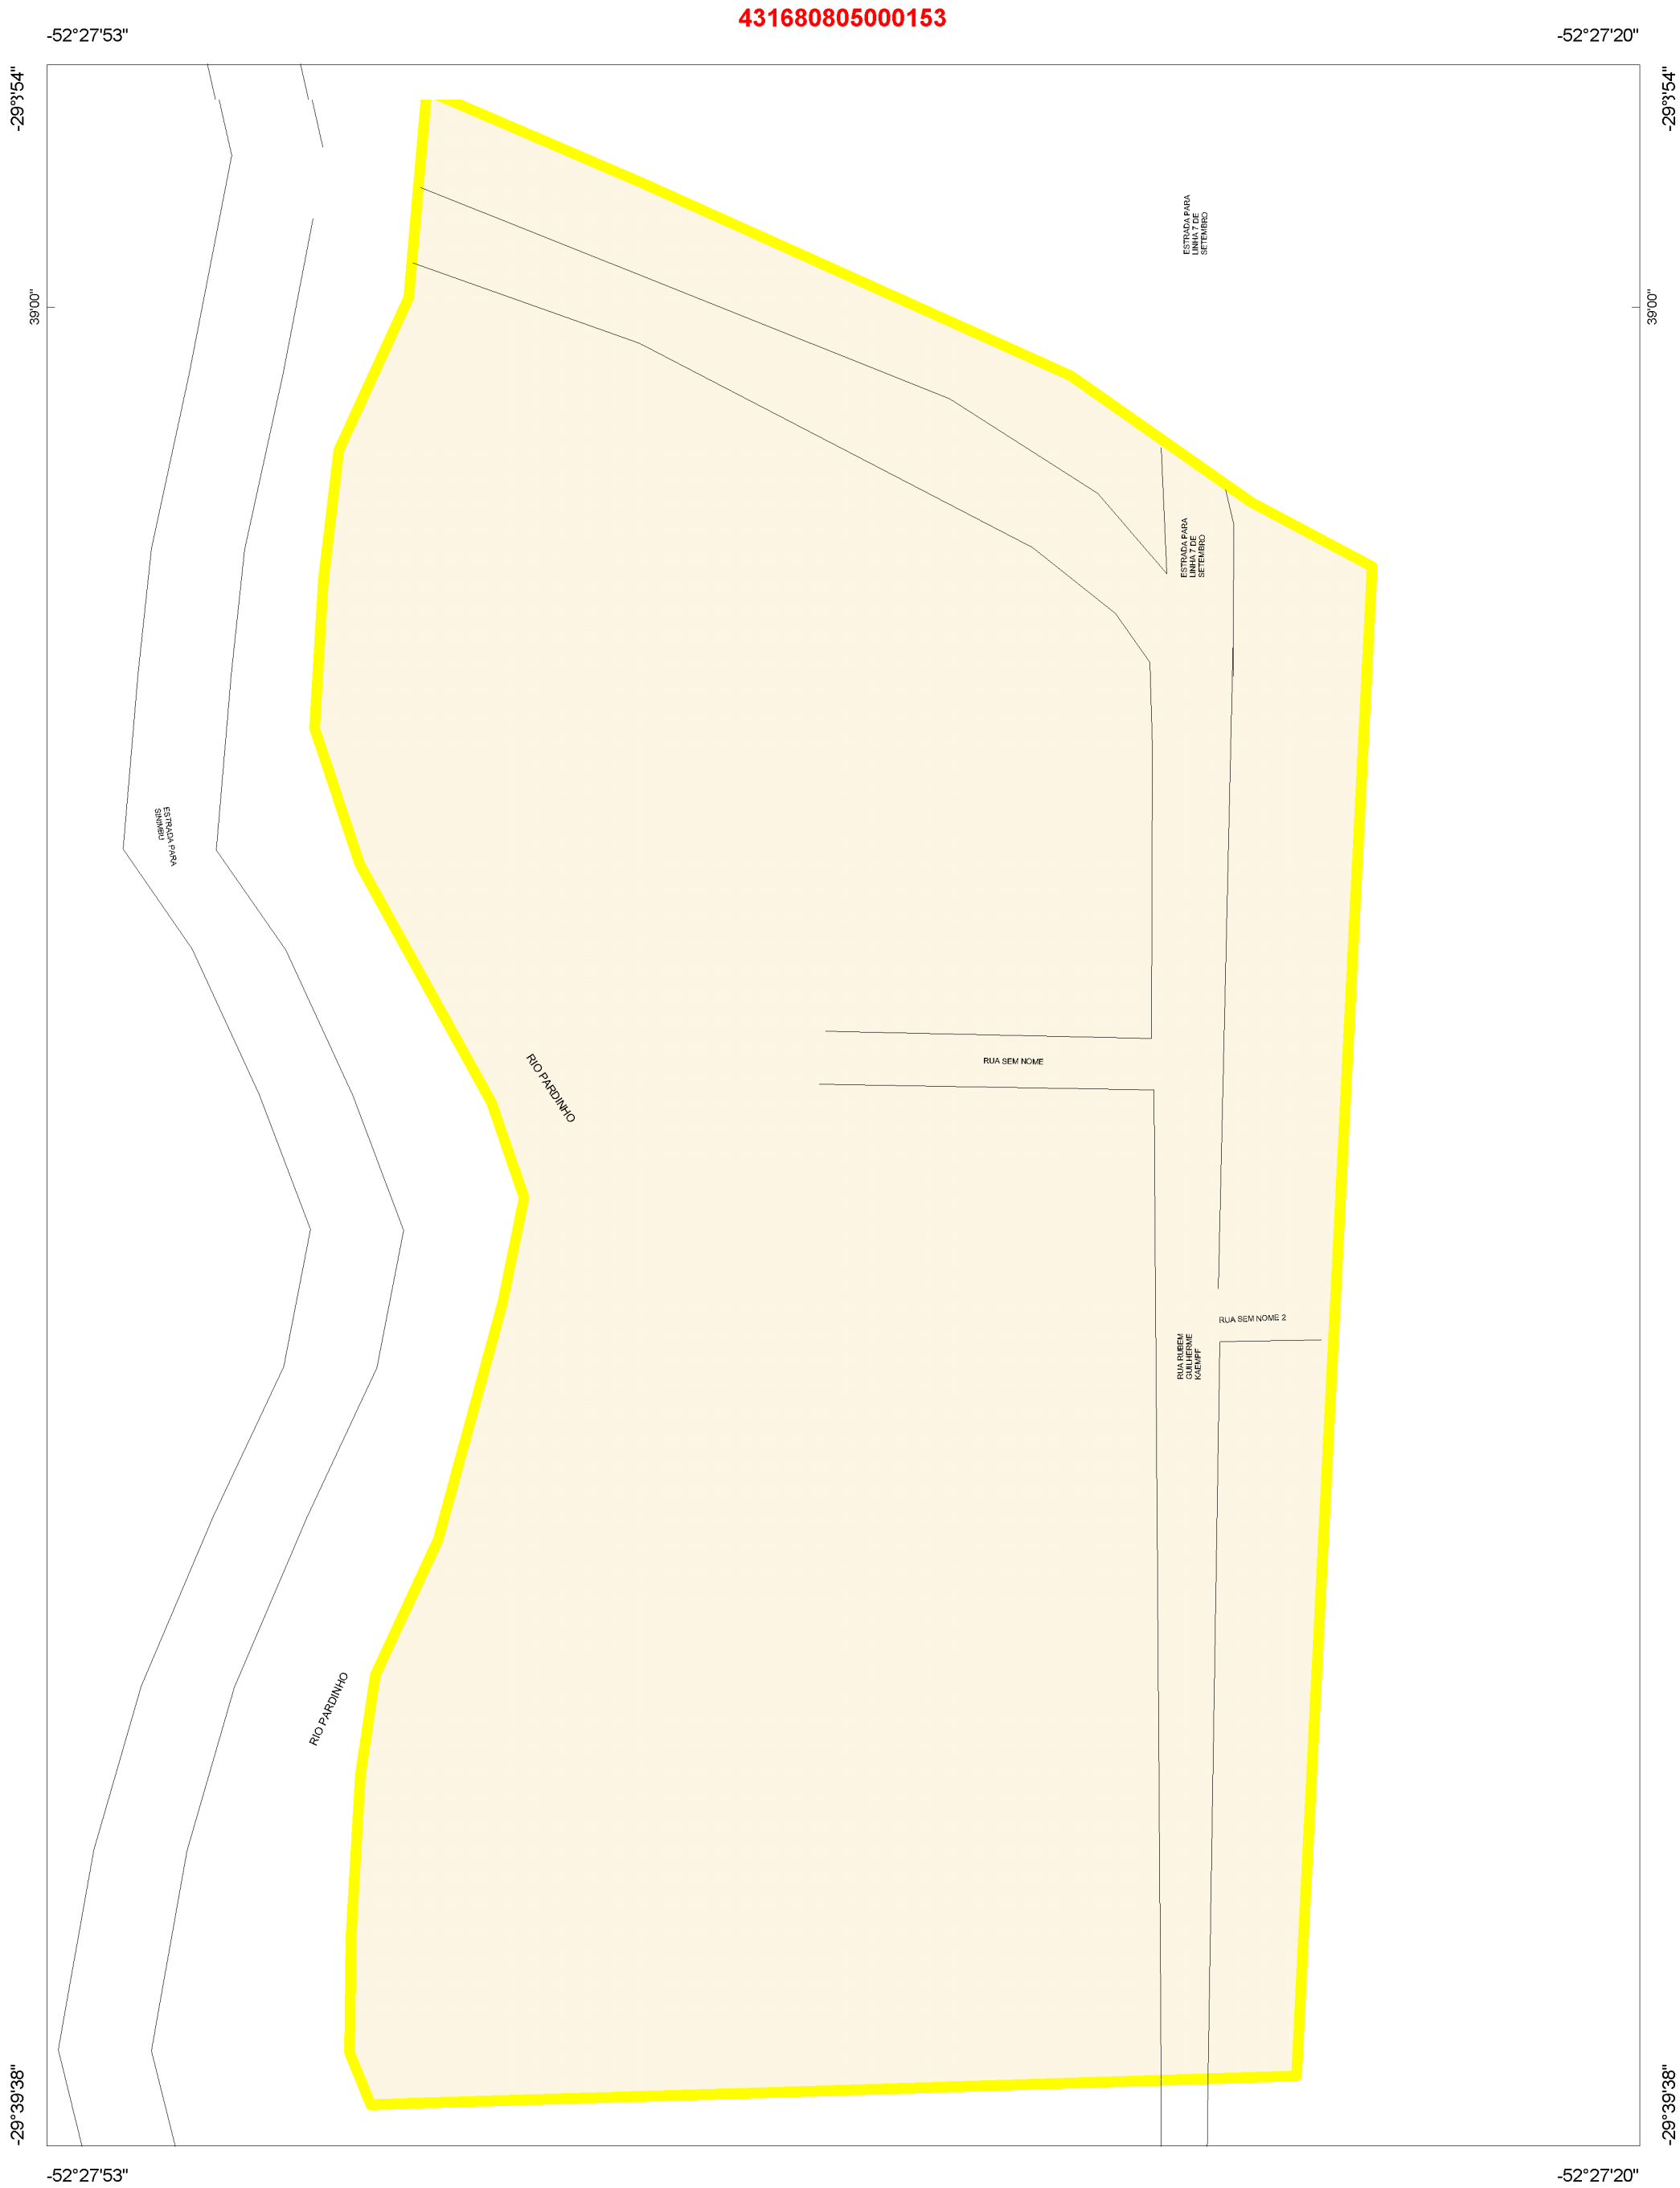 431680805000153
-52°27'53"
-52°27'20"
-29°3'54"
-29°3'54"
ESTRADA PARA
LINHA 7 DE
SETEMBRO
39'00"
39'00"
ESTRADA PARA
LINHA 7 DE
SETEMBRO
ESTRADA PARA
SINIMBU
RIO PARDINHO
RUA SEM NOME
RUA SEM NOME 2
RUA RUBEM
GUILHERME
KAEMPF
RIO PARDINHO
-29°39'38"
-29°39'38"
-52°27'53"
-52°27'20"